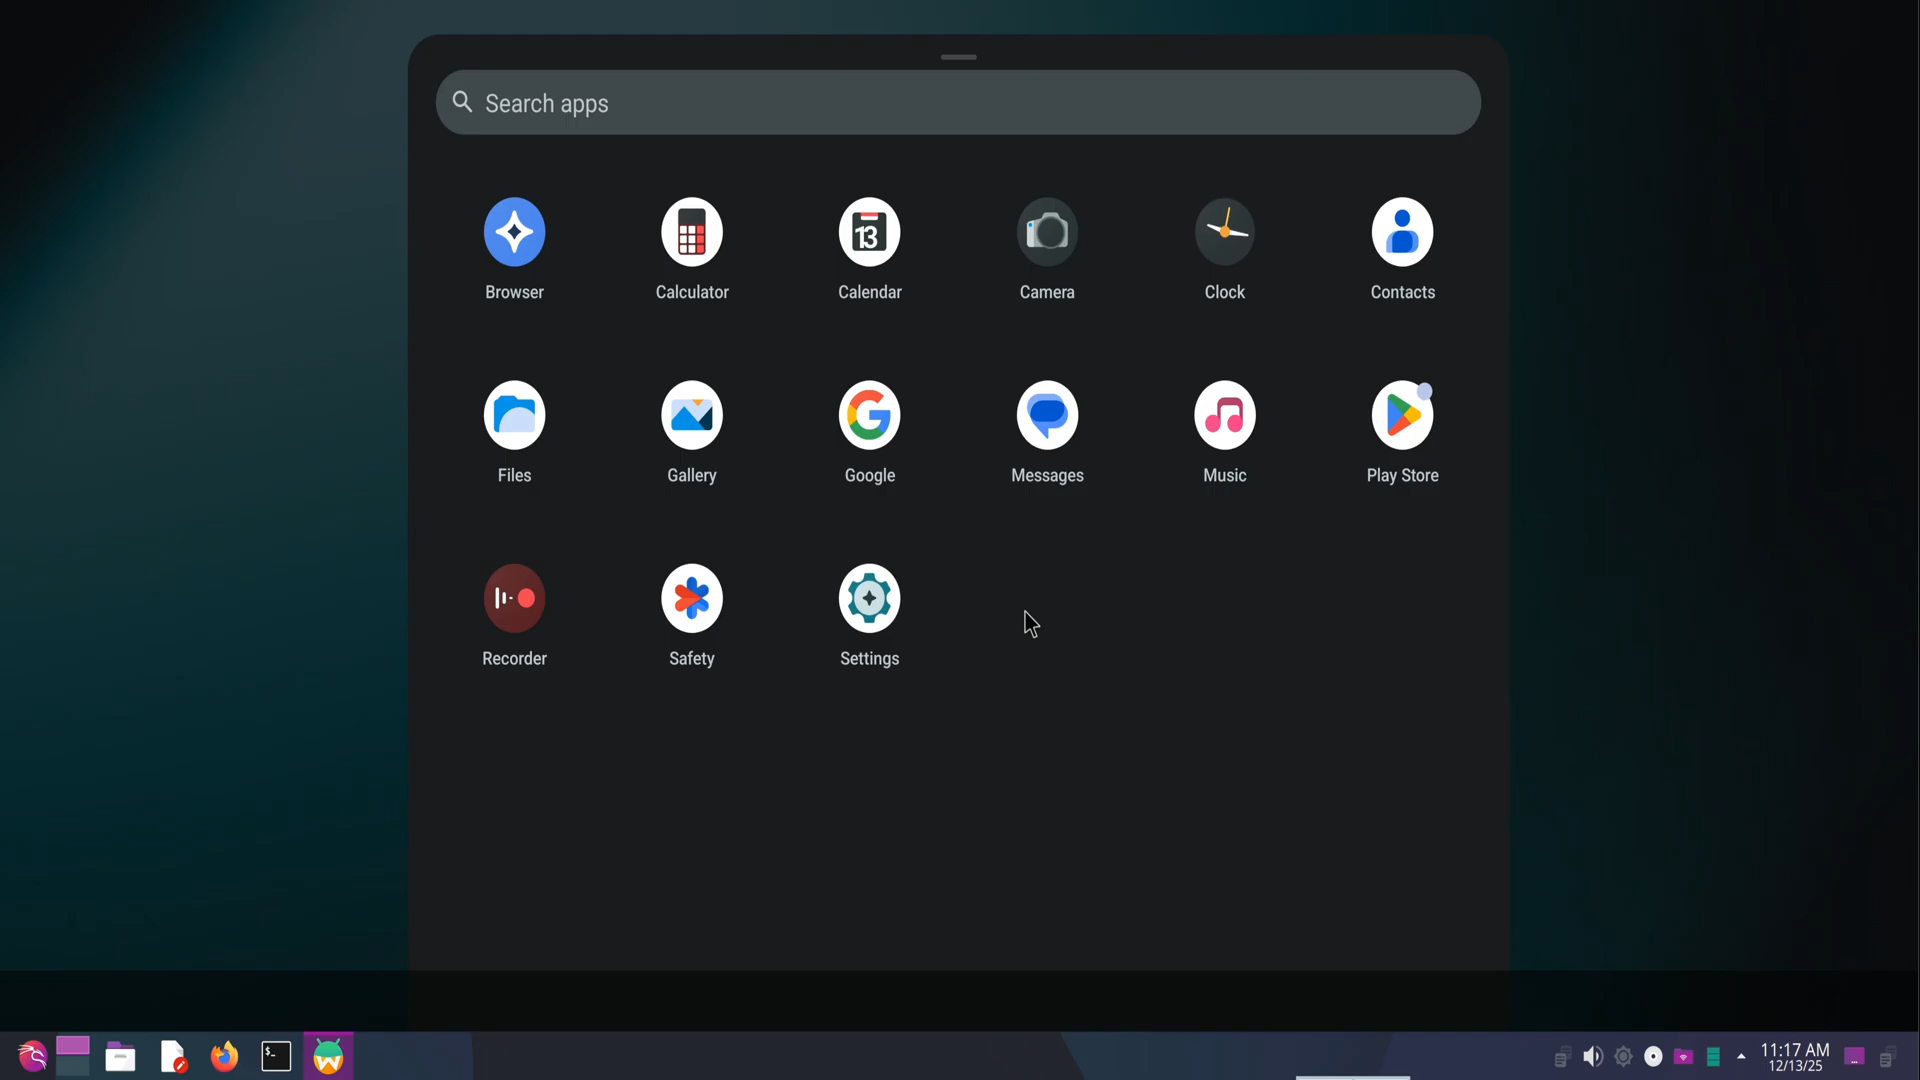 Search apps
13
Browser
Calculator
Calendar
Camera
Clock
Contacts
Files
Gallery
Google
Messages
Music
Play Store
Recorder
Safety
Settings
$_
11:17 AM
12/13/25